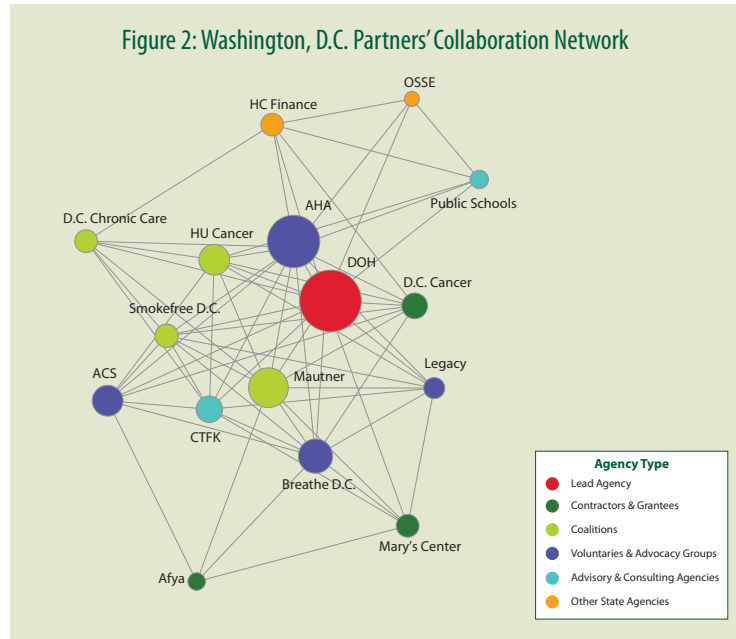 Figure 2: Washington, D.C. Partners’ Collaboration Network
OSSE
HC Finance
Public Schools
AHA
D.C. Chronic Care
HU Cancer
DOH
D.C. Cancer
Smokefree D.C.
Legacy
ACS
Mautner
CTFK
Breathe D.C.
Mary’s Center
Afya
Agency Type
Lead Agency
Contractors & Grantees
Coalitions
Voluntaries & Advocacy Groups
Advisory & Consulting Agencies
Other State Agencies